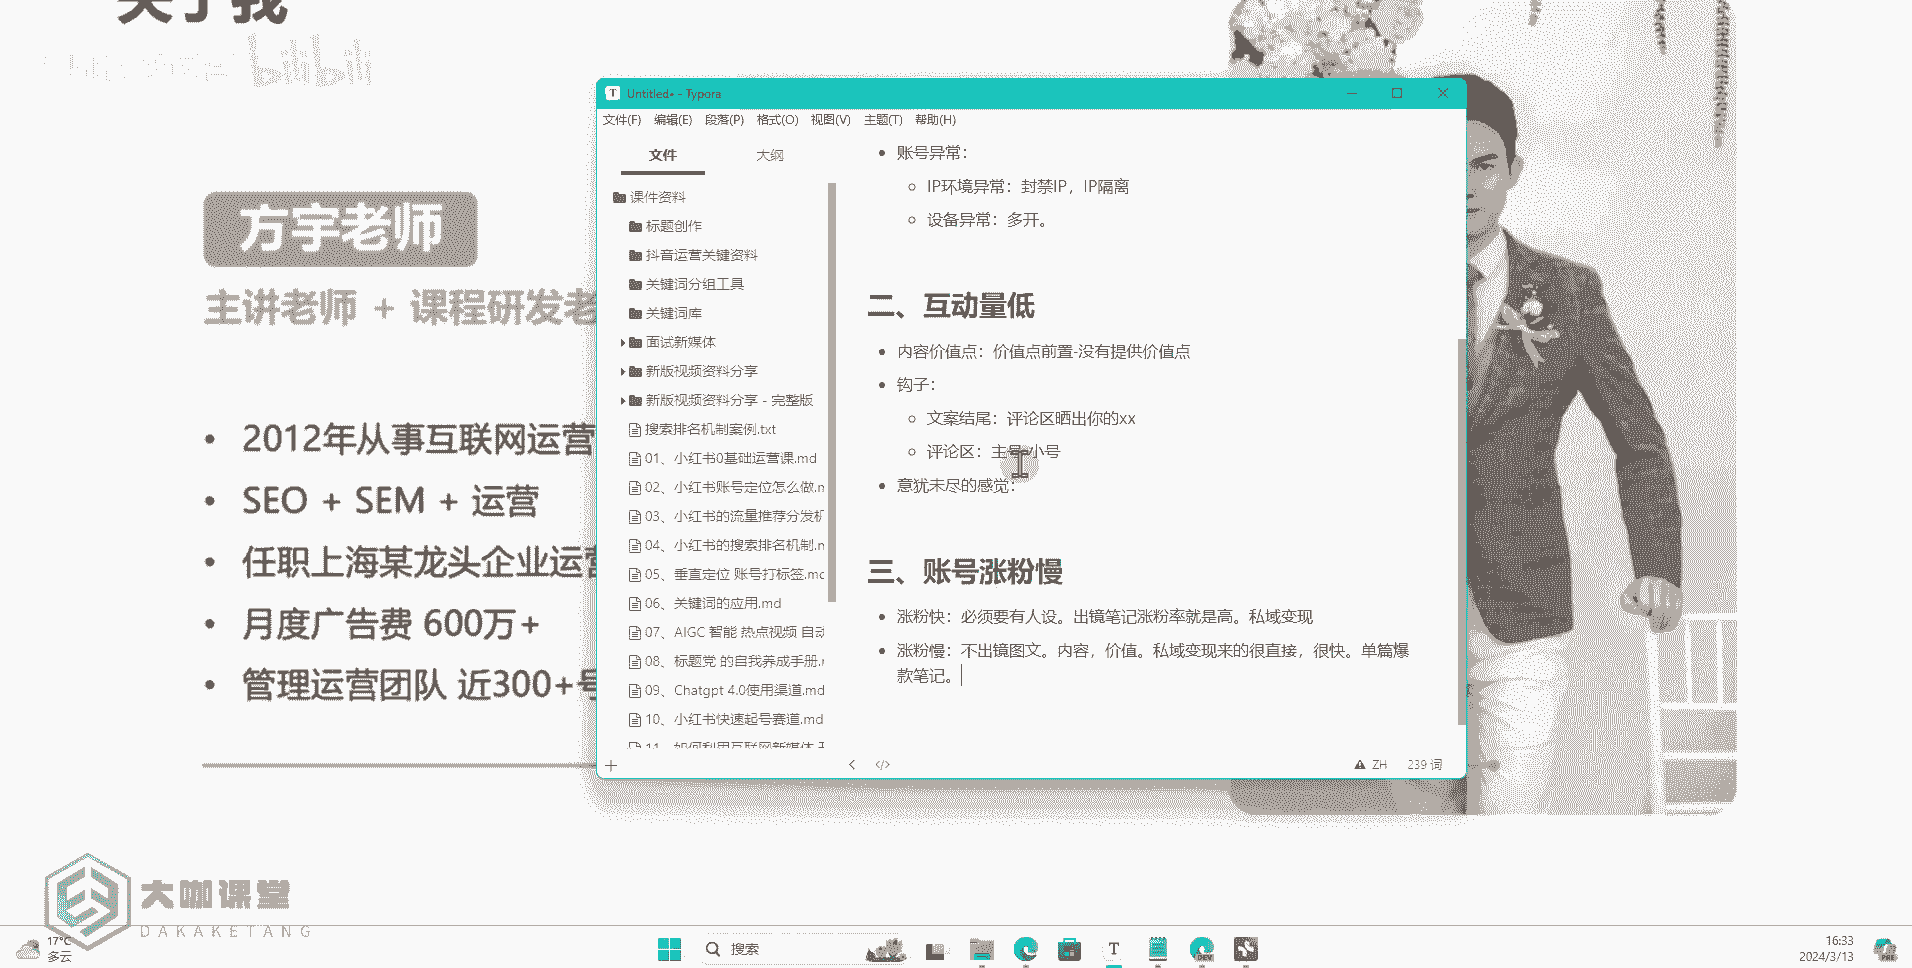 关于我
bilibili
方宇老师
主讲老师 + 课程研发老
2012年从事互联网运营
SEO + SEM + 运营
任职上海某龙头企业运营
月度广告费 600万+
管理运营团队 近300+号
Untitled• - Typora
文件(F) 编辑(E) 段落(P) 格式(O) 视图(V) 主题(T) 帮助(H)
文件 大纲
课件资料
标题创作
抖音运营关键资料
关键词分组工具
关键词库
面试新媒体
新版视频资料分享
新版视频资料分享 - 完整版
搜索排名机制案例.txt
01、小红书0基础运营课.md
02、小红书账号定位怎么做.m
03、小红书的流量推荐分发机
04、小红书的搜索排名机制.m
05、垂直定位 账号打标签.md
06、关键词的应用.md
07、AIGC 智能 热点视频 自动
08、标题党 的自我养成手册.m
09、Chatgpt 4.0使用渠道.md
10、小红书快速起号赛道.md
11、如何利用互联网新媒体
账号异常：
IP环境异常：封禁IP，IP隔离
设备异常：多开。
二、互动量低
内容价值点：价值点前置-没有提供价值点
钩子：
文案结尾：评论区晒出你的xx
评论区：主号 小号
意犹未尽的感觉：
三、账号涨粉慢
涨粉快：必须要有人设。出镜笔记涨粉率就是高。私域变现
涨粉慢：不出镜图文。内容，价值。私域变现来的很直接，很快。单篇爆
款笔记。
ZH 239 词
大咖课堂
DAKAKETANG
17°C
多云
搜索
16:33
2024/3/13